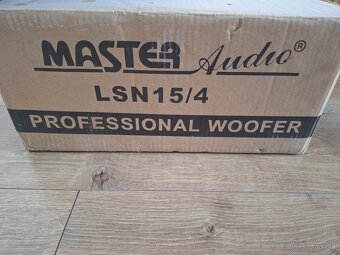 MASTER Audio®
LSN15/4
PROFESSIONAL WOOFER